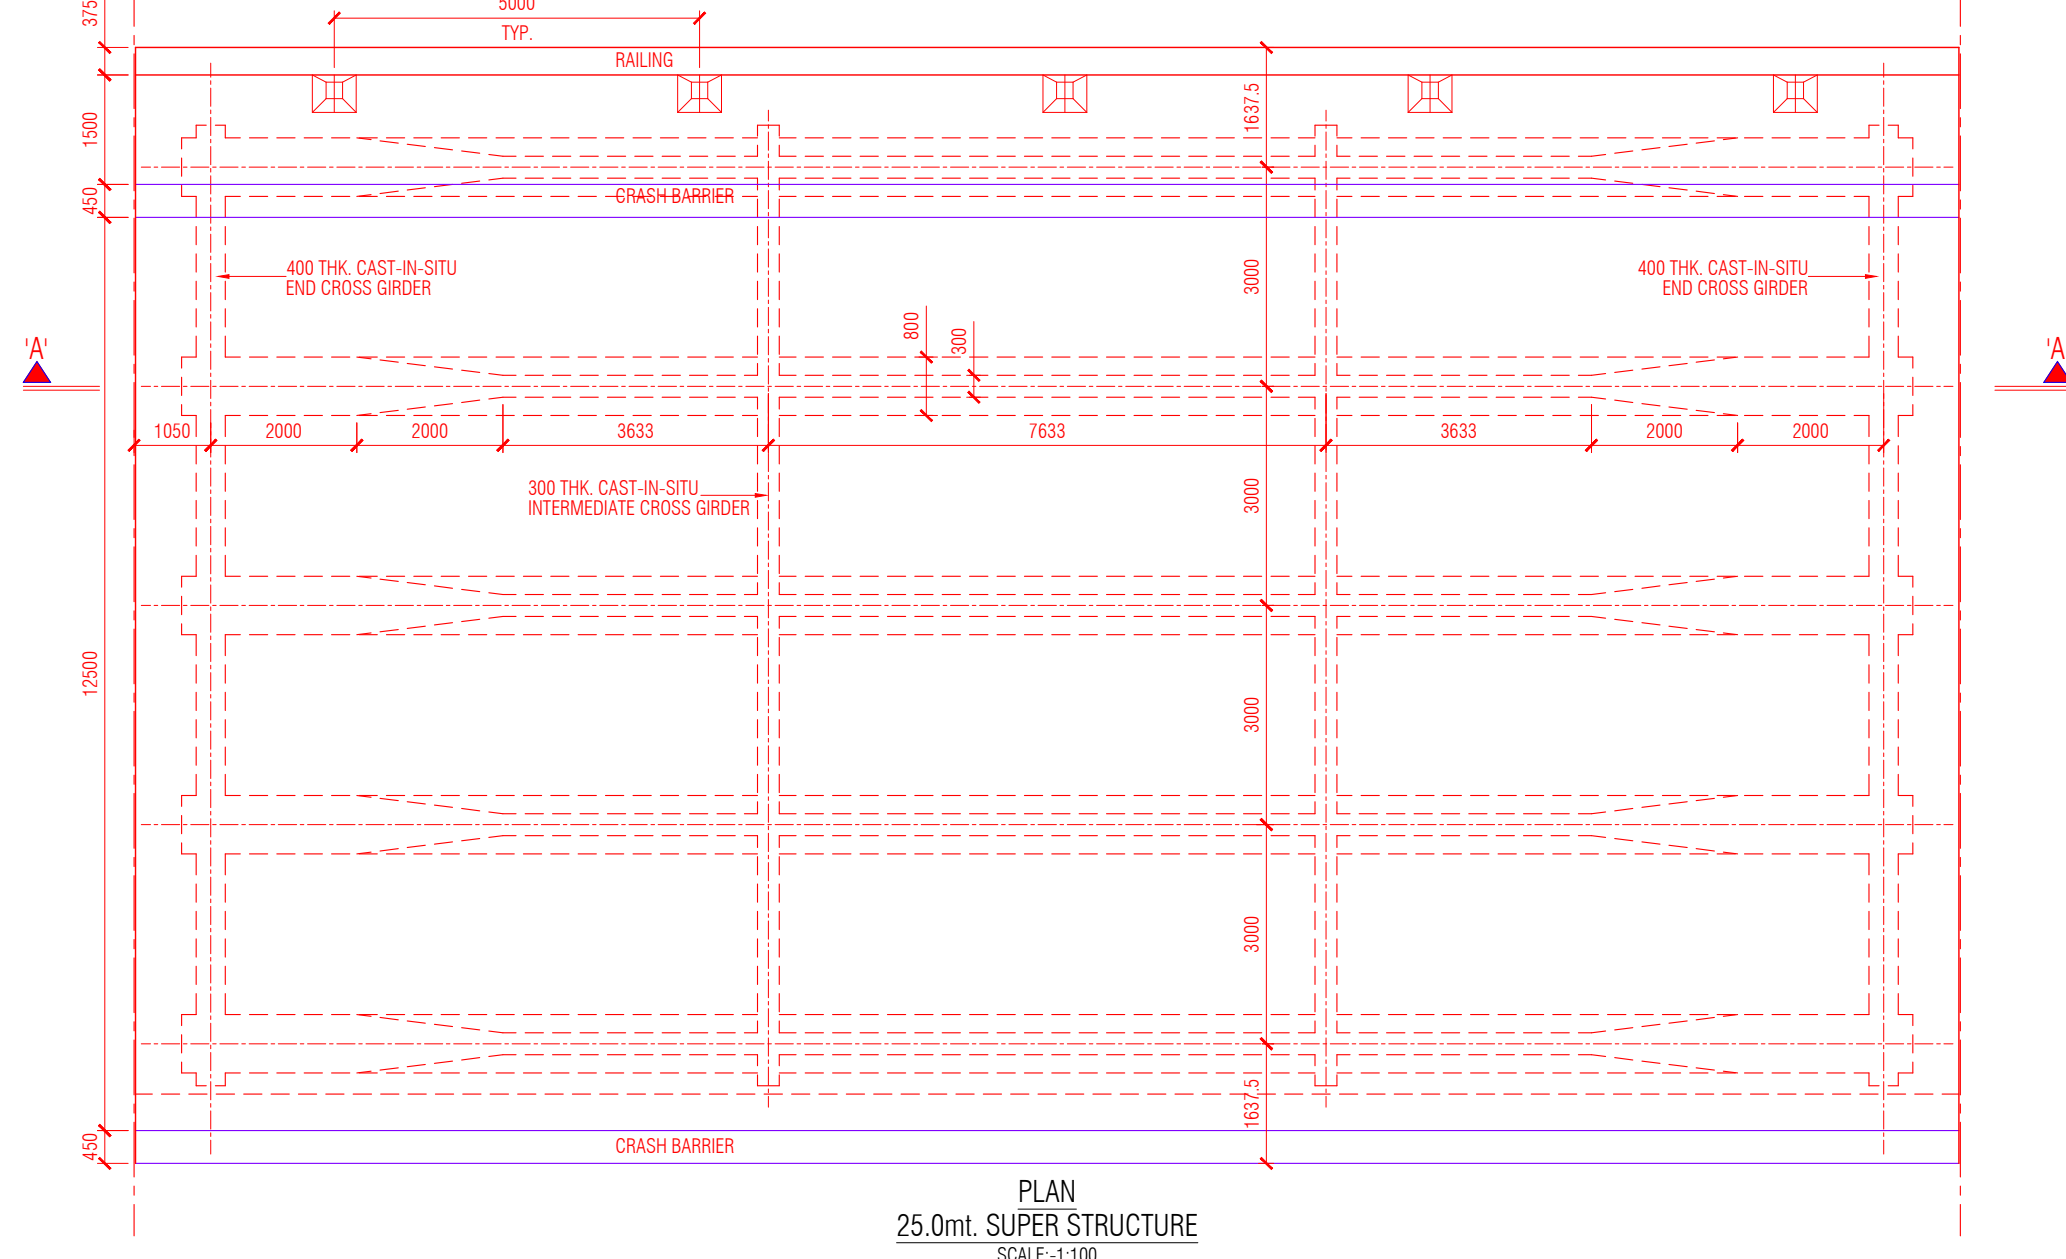 5000
TYP.
375
RAILING
1637.5
1500
450
CRASH BARRIER
400 THK. CAST-IN-SITU
END CROSS GIRDER
3000
400 THK. CAST-IN-SITU
END CROSS GIRDER
800
300
'A'
'A
1050
2000
2000
3633
7633
3633
2000
2000
300 THK. CAST-IN-SITU
INTERMEDIATE CROSS GIRDER
3000
12500
3000
3000
1637.5
450
CRASH BARRIER
PLAN
25.0mt. SUPER STRUCTURE
SCALE:-1:100